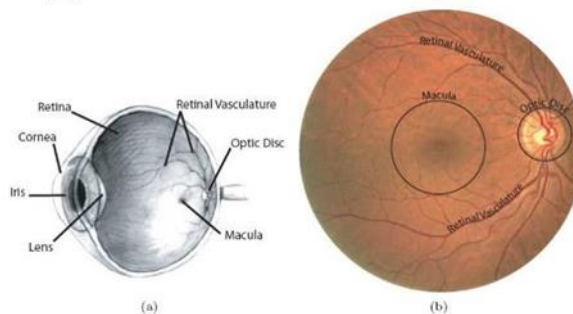 Retina
Retinal Vasculature
Cornea
Optic Disc
Iris
Lens
Macula
(a)
Retinal Vasculature
Macula
Optic Disc
Retinal Vasculature
(b)